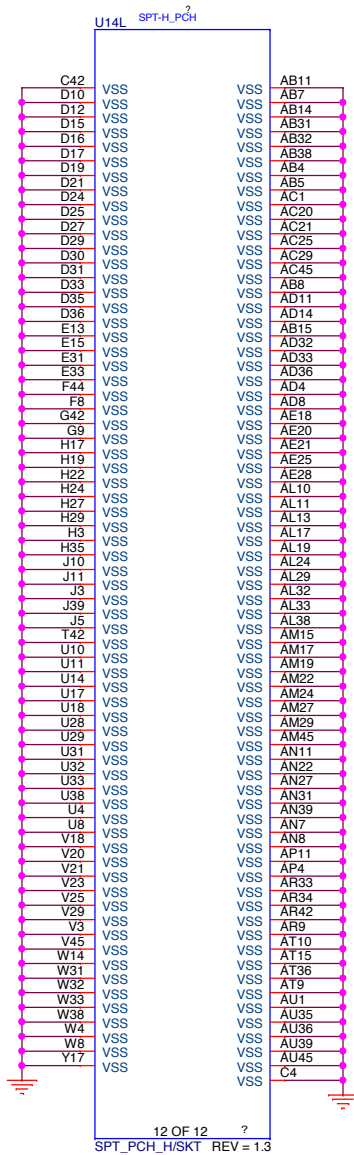 ?
U14L SPT-H_PCH
C42 VSS VSS AB11
D10 VSS VSS AB7
D12 VSS VSS AB14
D15 VSS VSS AB31
D16 VSS VSS AB32
D17 VSS VSS AB38
D19 VSS VSS AB4
D21 VSS VSS AB5
D24 VSS VSS AC1
D25 VSS VSS AC20
D27 VSS VSS AC21
D29 VSS VSS AC25
D30 VSS VSS AC29
D31 VSS VSS AC45
D33 VSS VSS AB8
D35 VSS VSS AD11
D36 VSS VSS AD14
E13 VSS VSS AB15
E15 VSS VSS AD32
E31 VSS VSS AD33
E33 VSS VSS AD36
F44 VSS VSS AD4
F8 VSS VSS AD8
G42 VSS VSS AE18
G9 VSS VSS AE20
H17 VSS VSS AE21
H19 VSS VSS AE25
H22 VSS VSS AE28
H24 VSS VSS AL10
H27 VSS VSS AL11
H29 VSS VSS AL13
H3 VSS VSS AL17
H35 VSS VSS AL19
J10 VSS VSS AL24
J11 VSS VSS AL29
J3 VSS VSS AL32
J39 VSS VSS AL33
J5 VSS VSS AL38
T42 VSS VSS AM15
U10 VSS VSS AM17
U11 VSS VSS AM19
U14 VSS VSS AM22
U17 VSS VSS AM24
U18 VSS VSS AM27
U28 VSS VSS AM29
U29 VSS VSS AM45
U31 VSS VSS AN11
U32 VSS VSS AN22
U33 VSS VSS AN27
U38 VSS VSS AN31
U4 VSS VSS AN39
U8 VSS VSS AN7
V18 VSS VSS AN8
V20 VSS VSS AP11
V21 VSS VSS AP4
V23 VSS VSS AR33
V25 VSS VSS AR34
V29 VSS VSS AR42
V3 VSS VSS AR9
V45 VSS VSS AT10
W14 VSS VSS AT15
W31 VSS VSS AT36
W32 VSS VSS AT9
W33 VSS VSS AU1
W38 VSS VSS AU35
W4 VSS VSS AU36
W8 VSS VSS AU39
Y17 VSS VSS AU45
VSS C4
12 OF 12 ?
SPT_PCH_H/SKT REV = 1.3